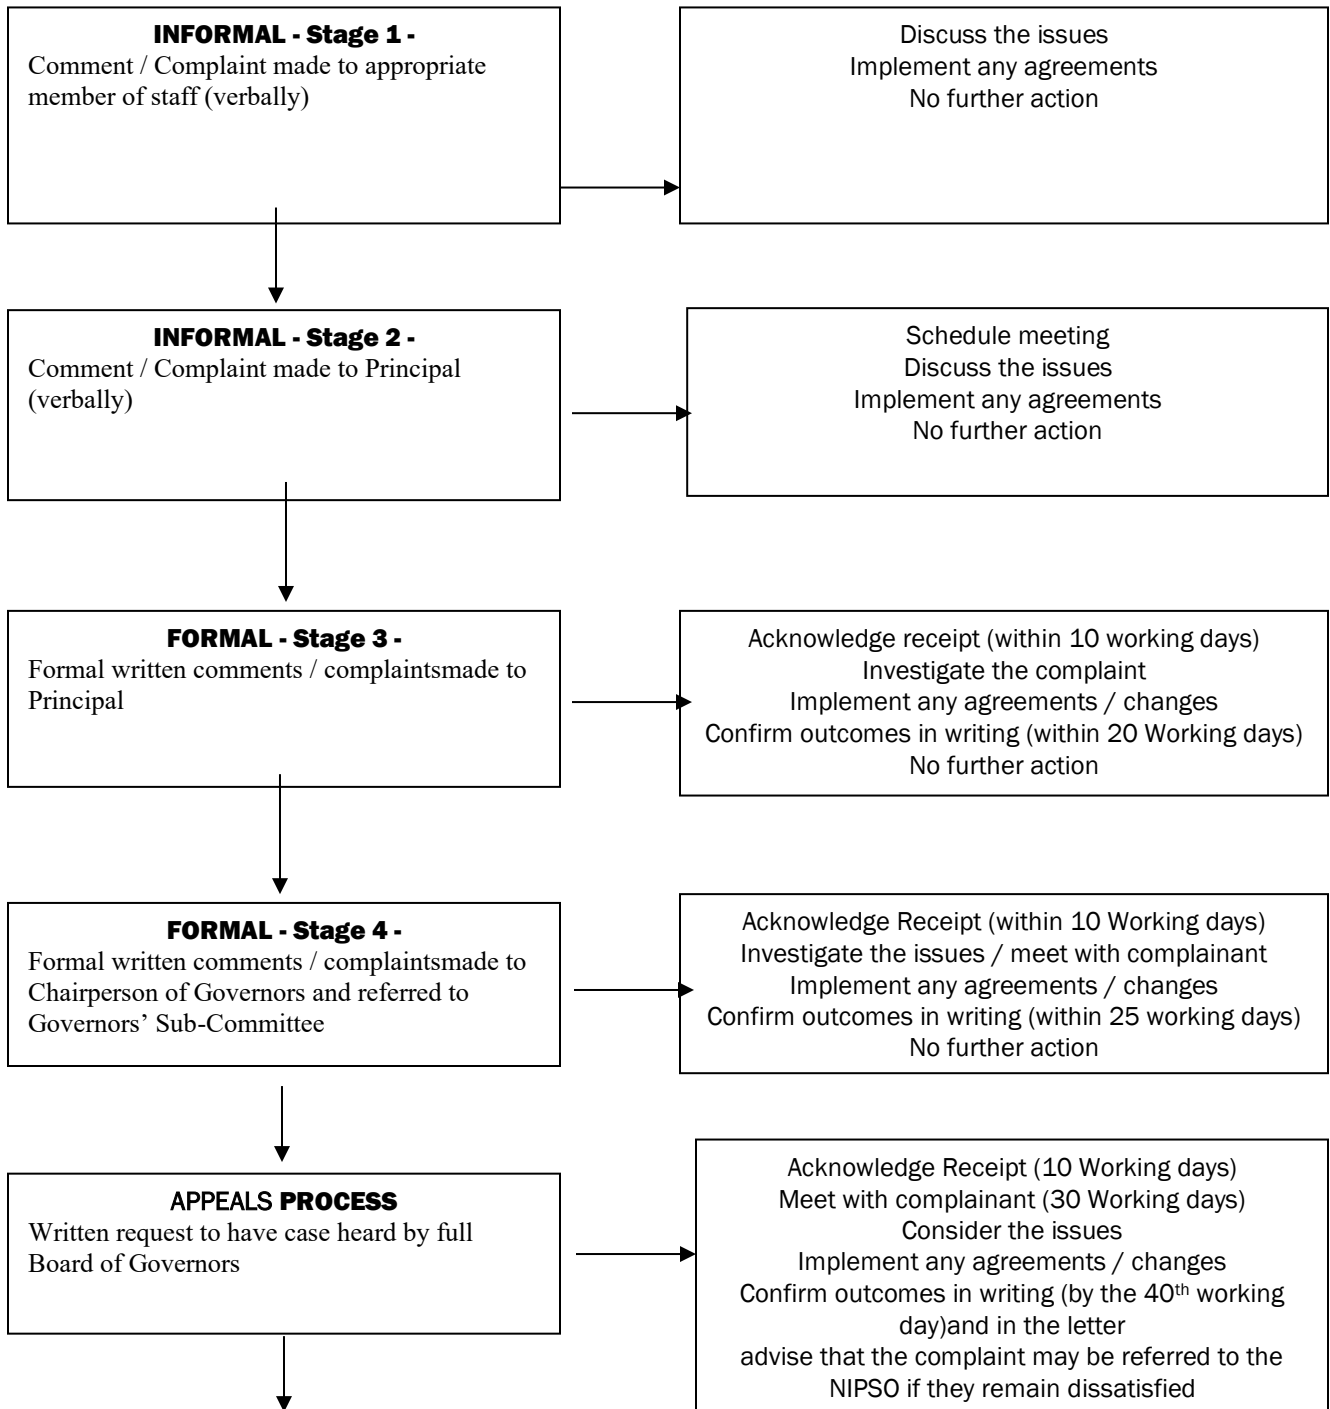 INFORMAL - Stage 1 -
Comment / Complaint made to appropriate
member of staff (verbally)
Discuss the issues
Implement any agreements
No further action
INFORMAL - Stage 2 -
Comment / Complaint made to Principal
(verbally)
Schedule meeting
Discuss the issues
Implement any agreements
No further action
FORMAL - Stage 3 -
Formal written comments / complaintsmade to
Principal
Acknowledge receipt (within 10 working days)
Investigate the complaint
Implement any agreements / changes
Confirm outcomes in writing (within 20 Working days)
No further action
FORMAL - Stage 4 -
Formal written comments / complaintsmade to
Chairperson of Governors and referred to
Governors’ Sub-Committee
Acknowledge Receipt (within 10 Working days)
Investigate the issues / meet with complainant
Implement any agreements / changes
Confirm outcomes in writing (within 25 working days)
No further action
APPEALS PROCESS
Written request to have case heard by full
Board of Governors
Acknowledge Receipt (10 Working days)
Meet with complainant (30 Working days)
Consider the issues
Implement any agreements / changes
Confirm outcomes in writing (by the 40th working
day)and in the letter
advise that the complaint may be referred to the
NIPSO if they remain dissatisfied